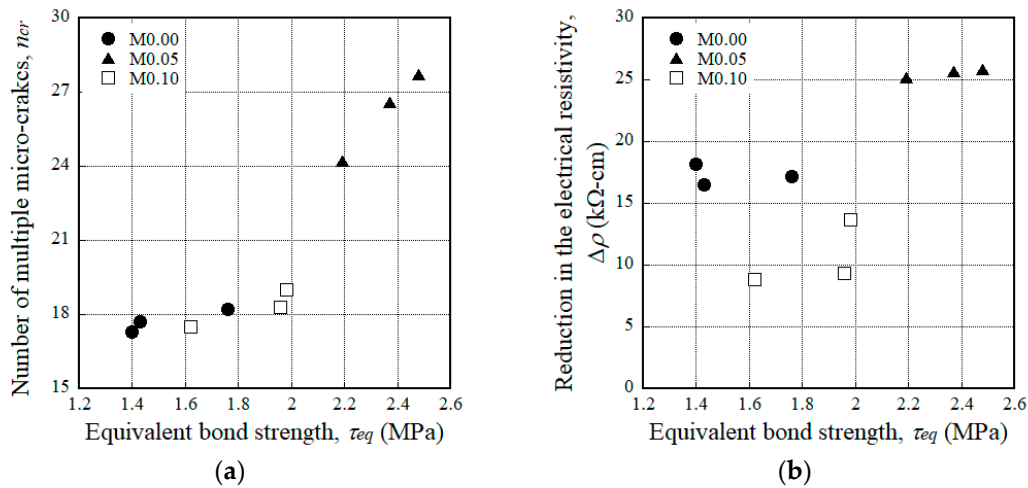 Number of multiple micro-crakcs, ncr
30
27
24
21
18
15
M0.00
M0.05
M0.10
1.2 1.4 1.6 1.8 2 2.2 2.4 2.6
Equivalent bond strength, τeq (MPa)
(a)
Reduction in the electrical resistivity,
Δρ (kΩ-cm)
30
25
20
15
10
5
0
M0.00
M0.05
M0.10
1.2 1.4 1.6 1.8 2 2.2 2.4 2.6
Equivalent bond strength, τeq (MPa)
(b)